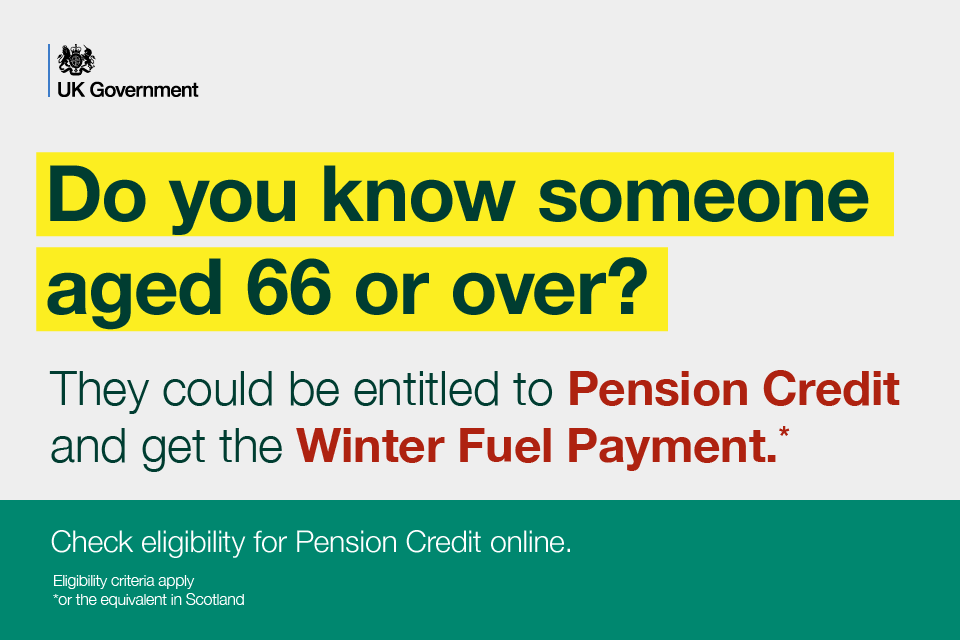 UK Government
Do you know someone
aged 66 or over?
They could be entitled to Pension Credit
and get the Winter Fuel Payment.*
Check eligibility for Pension Credit online.
Eligibility criteria apply
*or the equivalent in Scotland